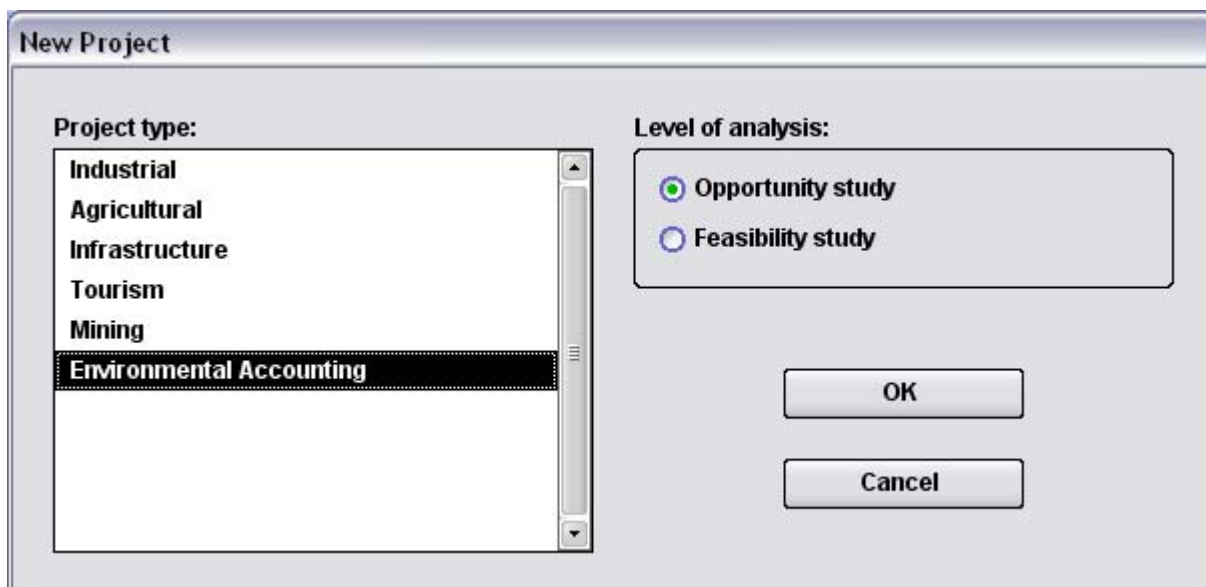 New Project
Project type:
Industrial
Agricultural
Infrastructure
Tourism
Mining
Environmental Accounting
Level of analysis:
Opportunity study
Feasibility study
OK
Cancel